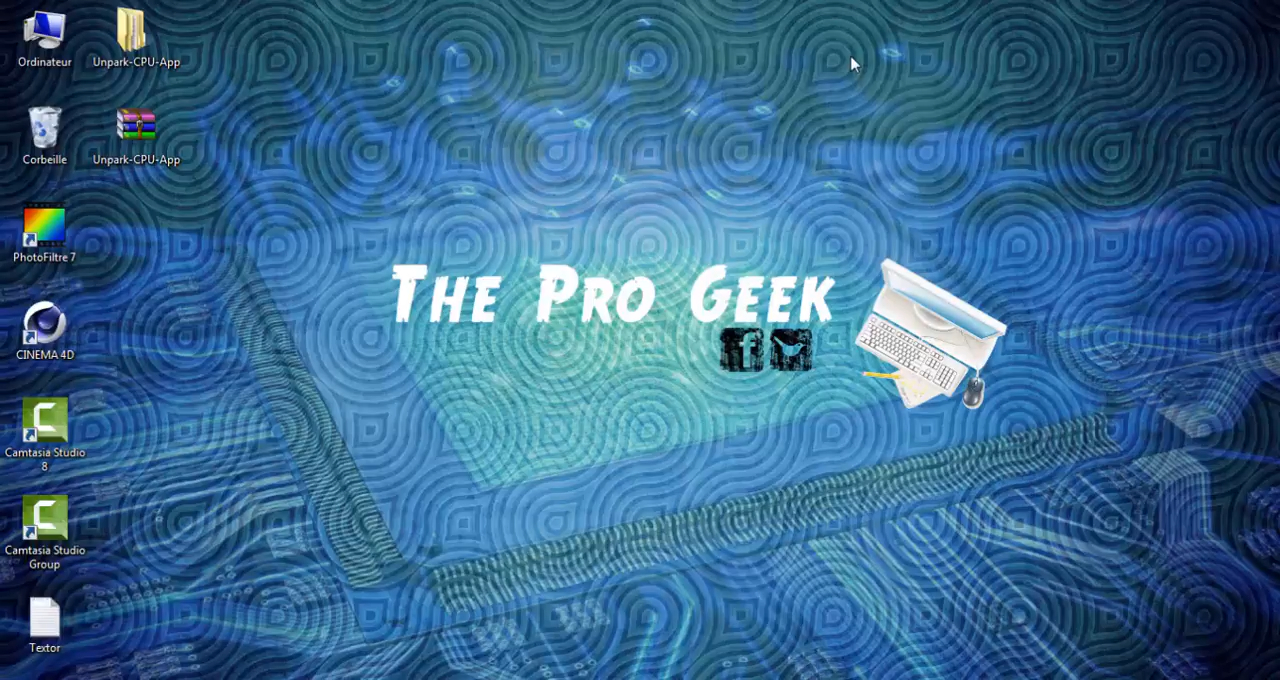 Ordinateur
Unpark-CPU-App
Corbeille
Unpark-CPU-App
PhotoFiltre 7
CINEMA 4D
Camtasia Studio
8
Camtasia Studio
Group
Textor
THE PRO GEEK
f